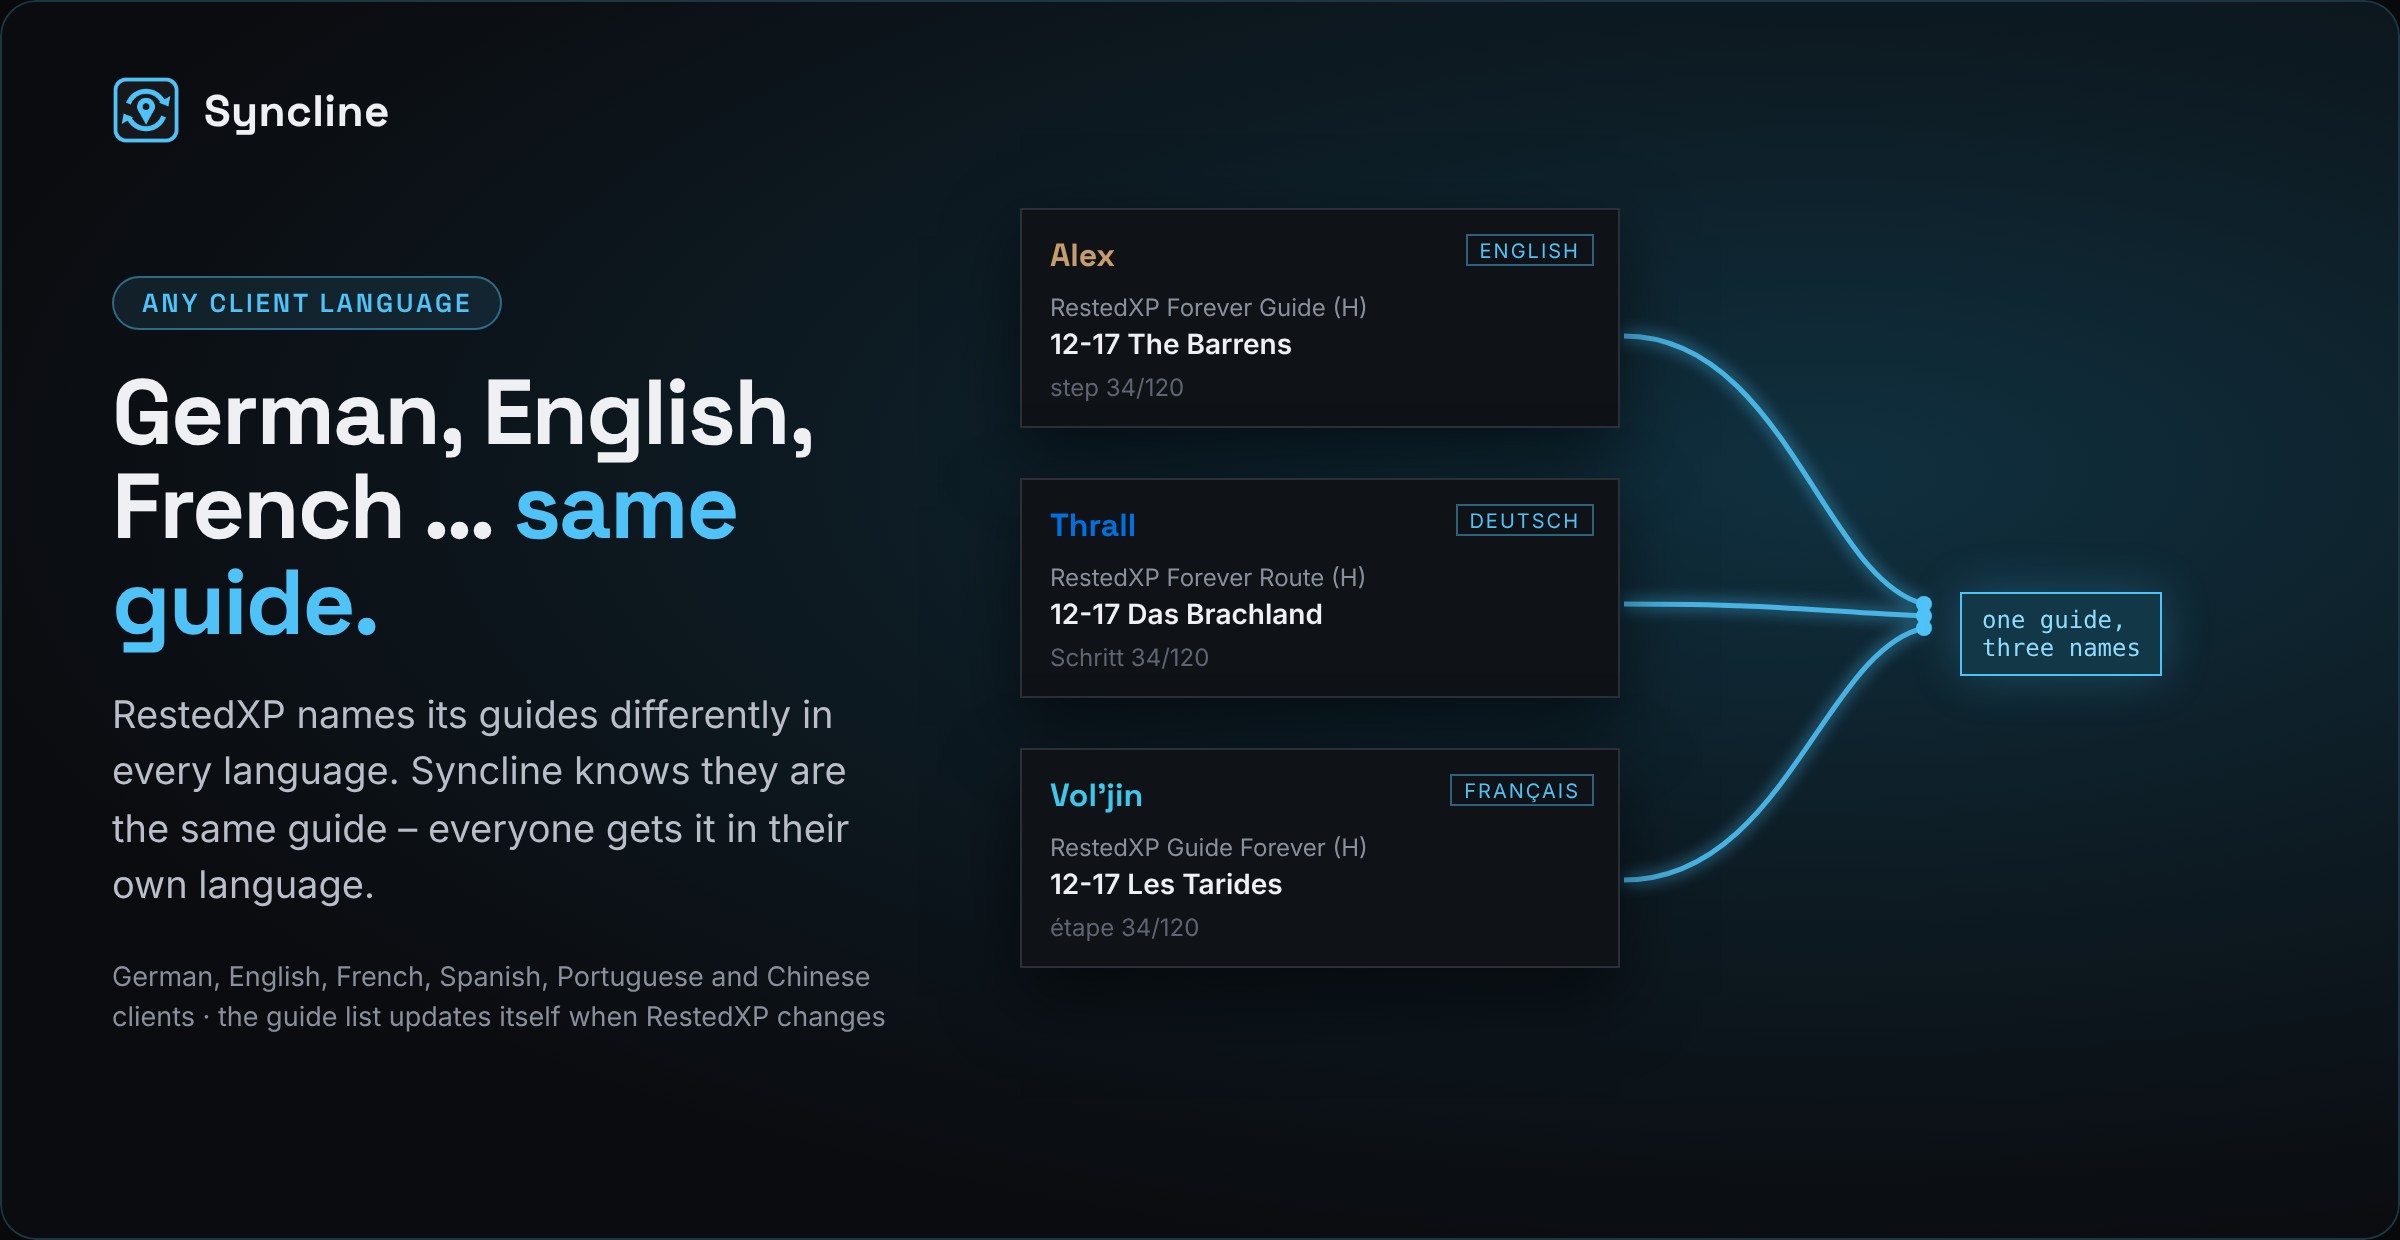 Syncline
ANY CLIENT LANGUAGE
German, English,
French ... same
guide.
RestedXP names its guides differently in
every language. Syncline knows they are
the same guide – everyone gets it in their
own language.
German, English, French, Spanish, Portuguese and Chinese
clients · the guide list updates itself when RestedXP changes
Alex
ENGLISH
RestedXP Forever Guide (H)
12-17 The Barrens
step 34/120
Thrall
DEUTSCH
RestedXP Forever Route (H)
12-17 Das Brachland
Schritt 34/120
Vol’jin
FRANÇAIS
RestedXP Guide Forever (H)
12-17 Les Tarides
étape 34/120
one guide,
three names